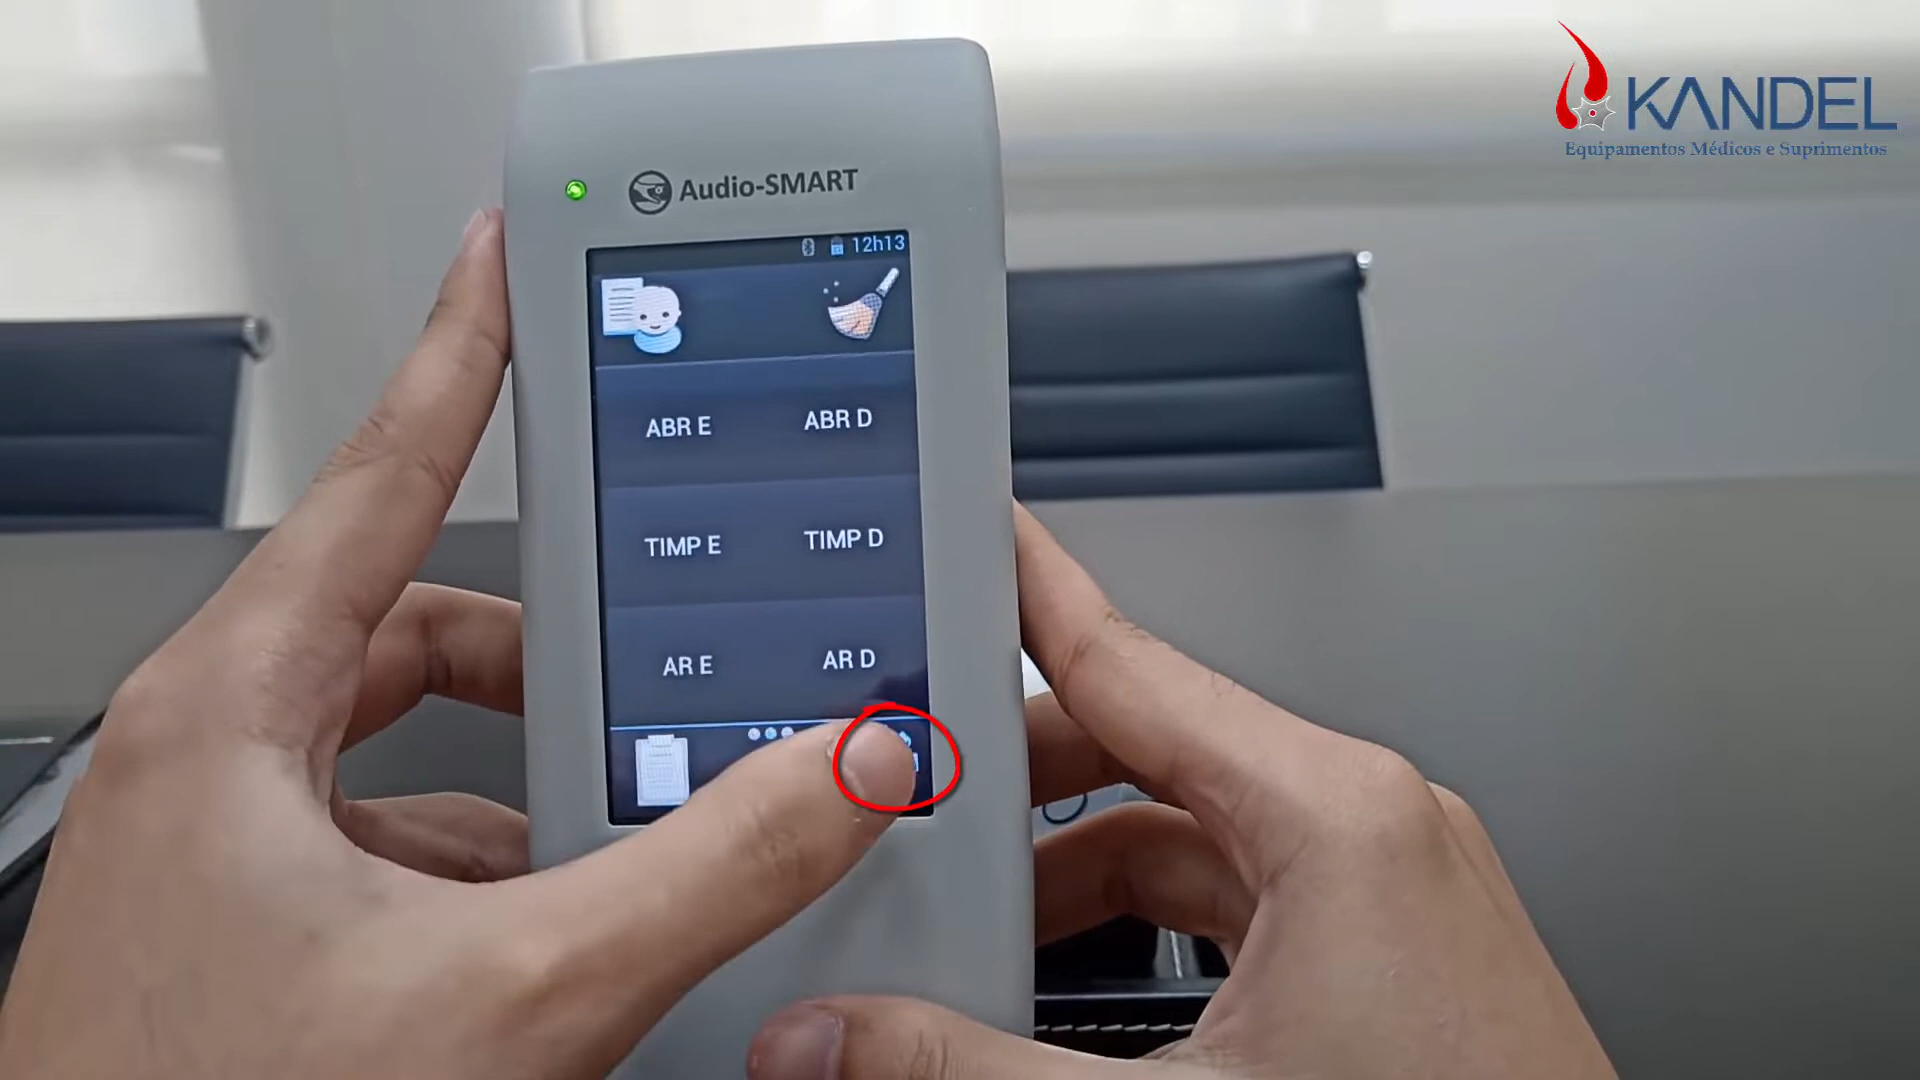 KANDEL
Equipamentos Médicos e Suprimentos
Audio-SMART
12h13
ABR E ABR D
TIMP E TIMP D
AR E AR D